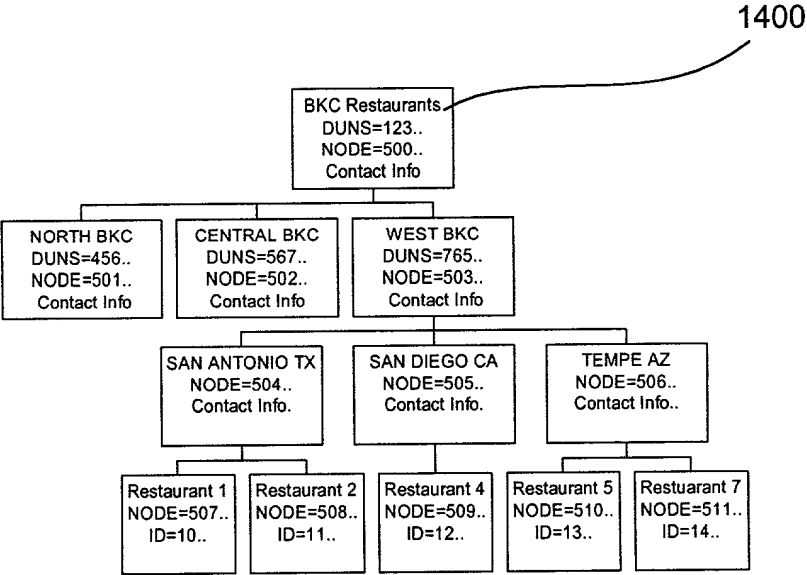 1400
BKC Restaurants
DUNS=123..
NODE=500..
Contact Info
NORTH BKC
DUNS=456..
NODE=501..
Contact Info
CENTRAL BKC
DUNS=567..
NODE=502..
Contact Info
WEST BKC
DUNS=765..
NODE=503..
Contact Info
SAN ANTONIO TX
NODE=504..
Contact Info.
SAN DIEGO CA
NODE=505..
Contact Info.
TEMPE AZ
NODE=506..
Contact Info..
Restaurant 1
NODE=507..
ID=10..
Restaurant 2
NODE=508..
ID=11..
Restaurant 4
NODE=509..
ID=12..
Restaurant 5
NODE=510..
ID=13..
Restuarant 7
NODE=511..
ID=14..